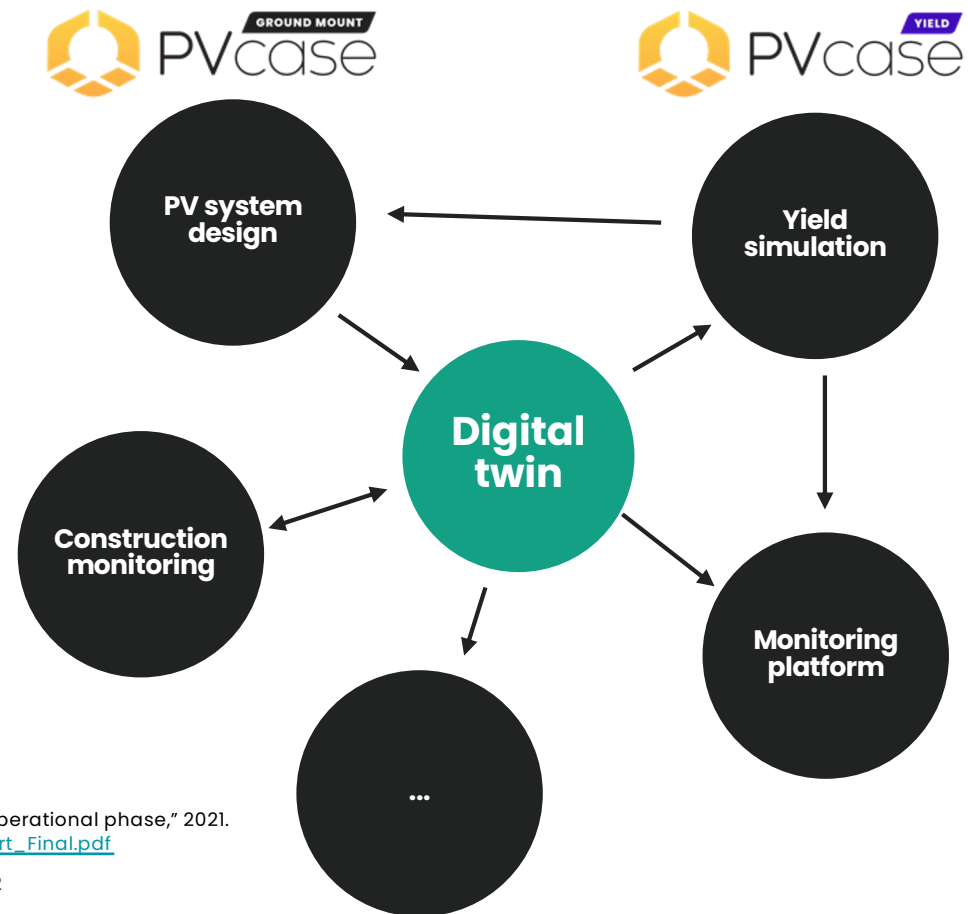 GROUND MOUNT
PVcase
YIELD
PVcase
PV system
design
Yield
simulation
Digital
twin
Construction
monitoring
Monitoring
platform
...
perational phase,” 2021.
rt_Final.pdf